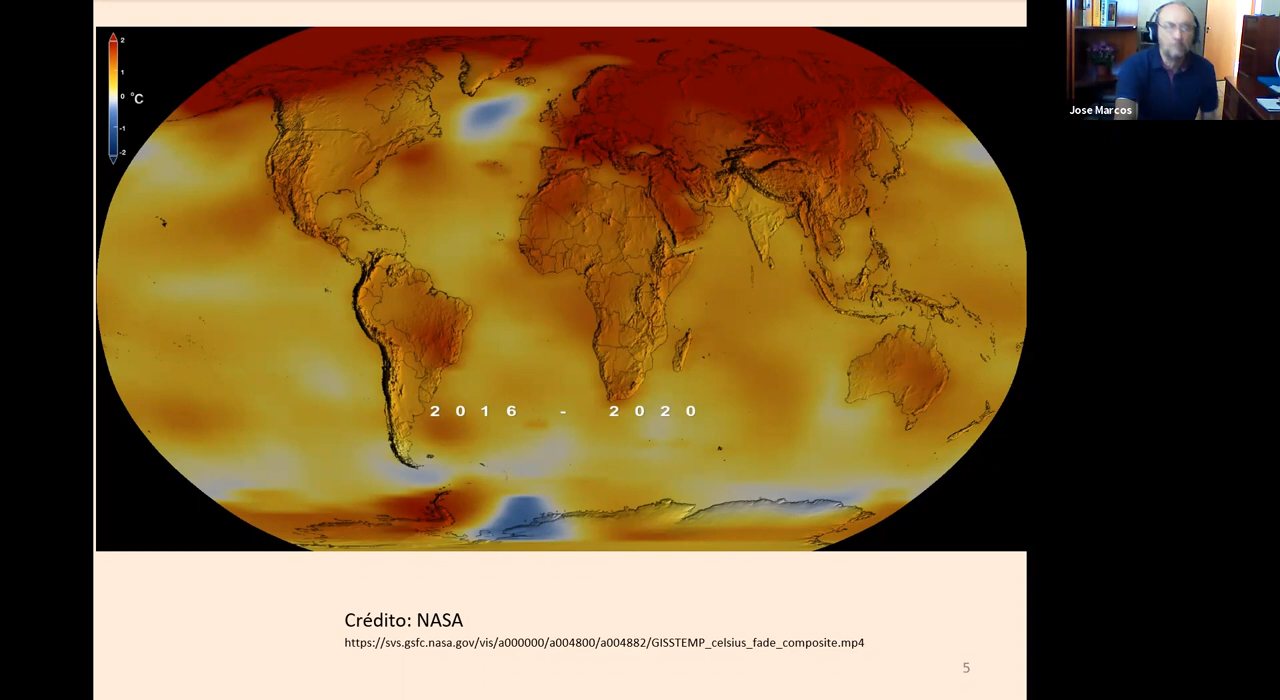 2
1
0
-1
-2
°C
2016 - 2020
Jose Marcos
Crédito: NASA
https://svs.gsfc.nasa.gov/vis/a000000/a004800/a004882/GISSTEMP_celsius_fade_composite.mp4
5